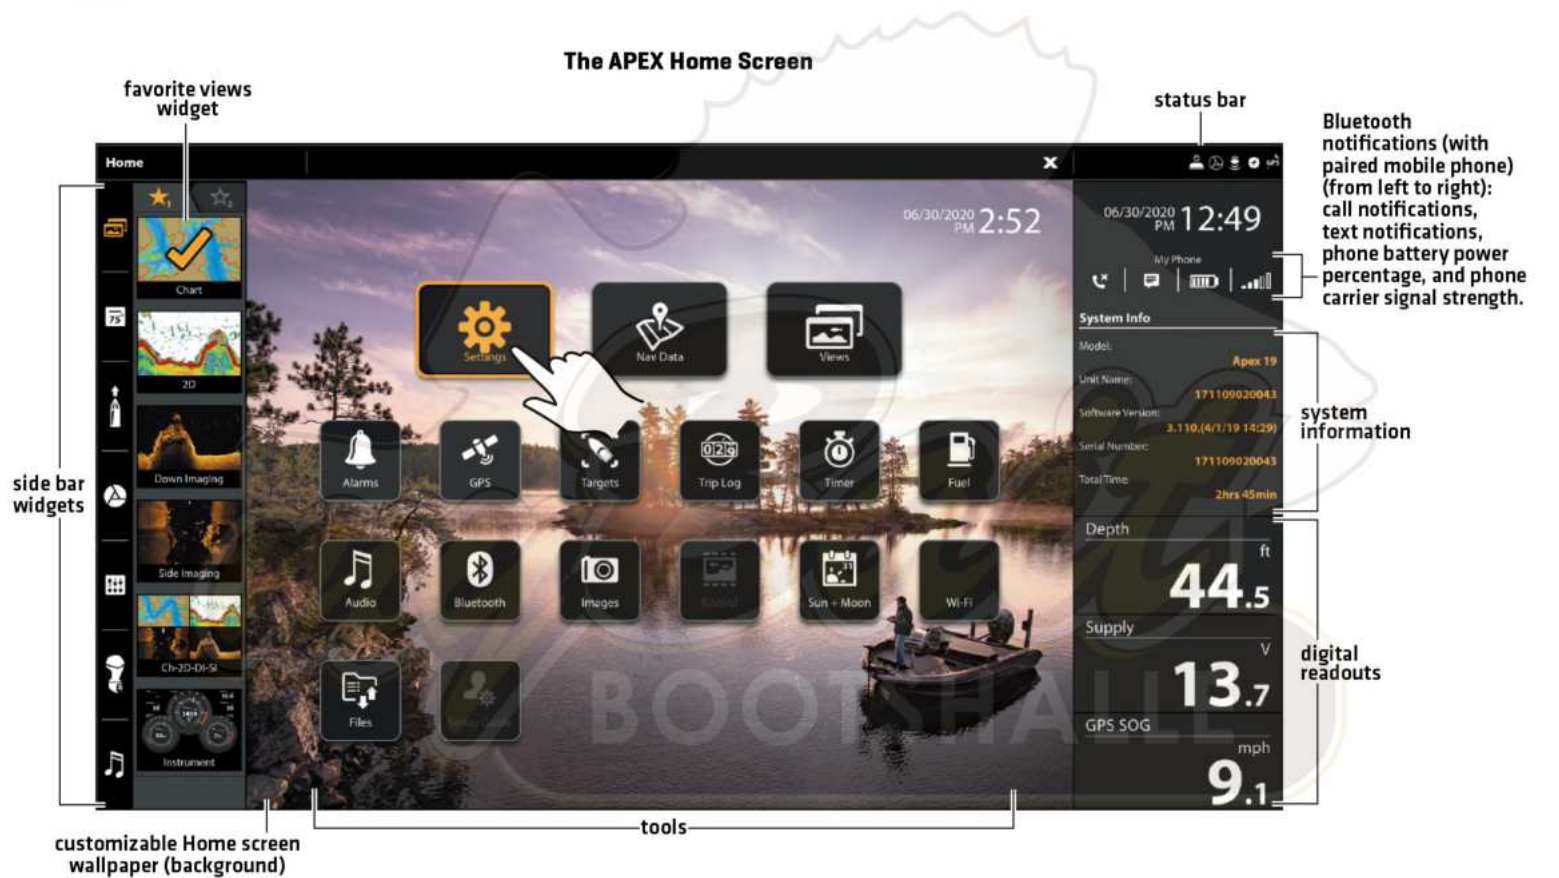 The APEX Home Screen
favorite views
widget
status bar
Bluetooth
notifications (with
paired mobile phone)
(from left to right):
call notifications,
text notifications,
phone battery power
percentage, and phone
carrier signal strength.
Home
X
1
2
06/30/2020
PM 2:52
06/30/2020
PM 12:49
My Phone
Chart
75°
2D
Down Imaging
Side Imaging
Ch-2D-DI-SI
Instrument
Settings
Nav Data
Views
Alarms
GPS
Targets
Trip Log
Timer
Fuel
Audio
Bluetooth
Images
Sun + Moon
Wi-Fi
Files
System Info
Model:
Apex 19
Unit Name:
171109020043
Software Version:
3.110.(4/1/19 14:29)
Serial Number:
171109020043
Total Time:
2hrs 45min
Depth
ft
44.5
Supply
V
13.7
GPS SOG
mph
9.1
side bar
widgets
system
information
digital
readouts
tools
customizable Home screen
wallpaper (background)
BOOTSHALLE